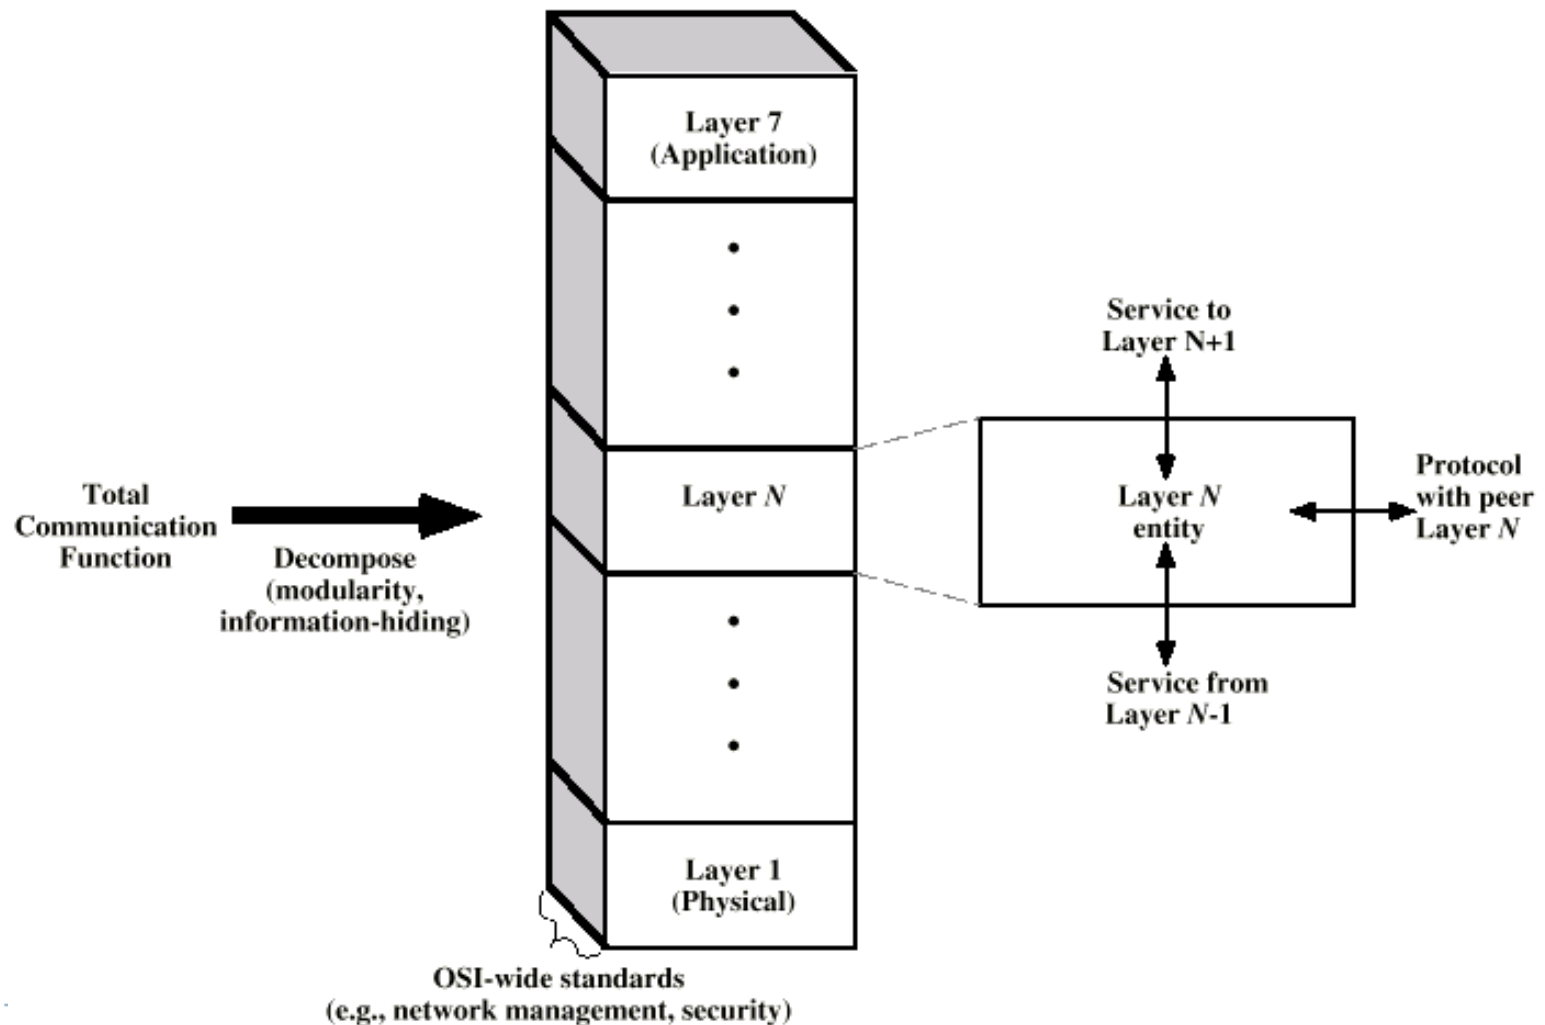 Layer 7
(Application)
Service to
Layer N+1
Total
Communication
Function
Decompose
(modularity,
information-hiding)
Layer N
Layer N
entity
Protocol
with peer
Layer N
Service from
Layer N-1
Layer 1
(Physical)
OSI-wide standards
(e.g., network management, security)